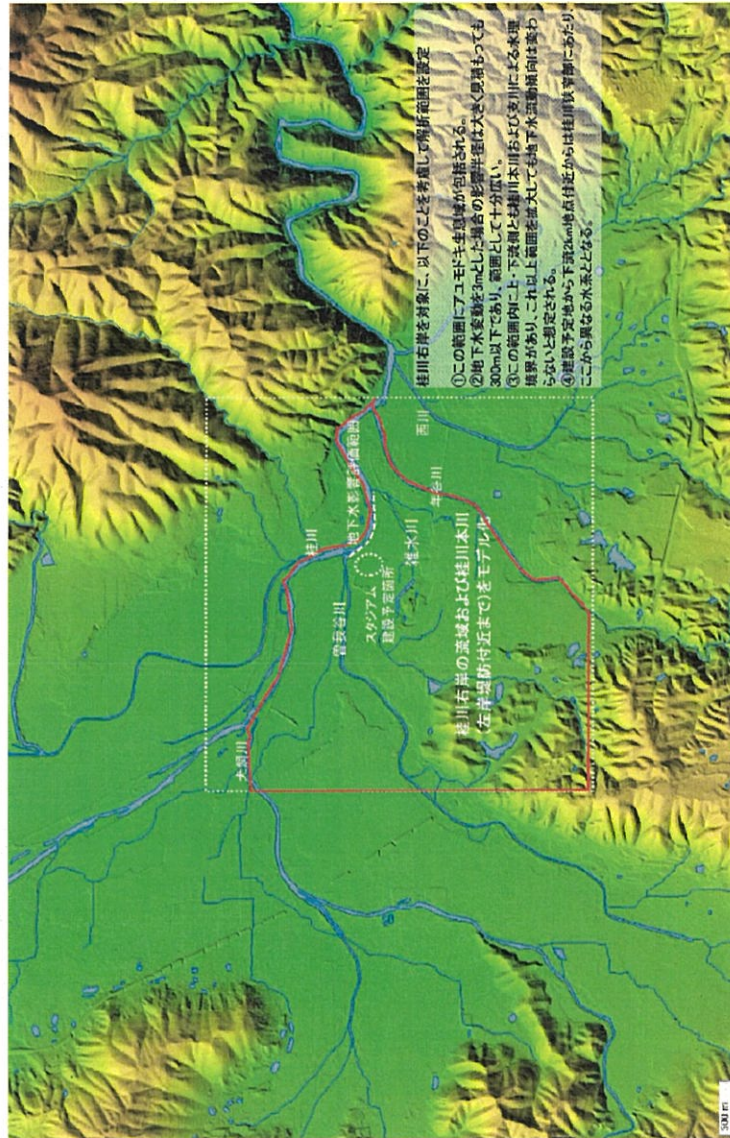 桂川右岸を対象に、以下のことを考慮して解析範囲を設定
①この範囲にアユモドキ生息域が包括される。
②地下水変動を3mとした場合の影響半径は大きく見積もっても
300m以下であり、範囲として十分広い。
③この範囲内に上・下流側とも桂川本川および支川による水理
境界があり、これ以上範囲を拡大しても地下水流動傾向は変わ
らないと想定される。
④建設予定地から下流2km地点付近からは桂川狭窄部にあたり、
ここから異なる水系となる。
犬飼川
桂川
曽我谷川
地下水影響評価範囲
スタジアム
建設予定箇所
雑水川
年谷川
西川
桂川右岸の流域および桂川本川
(左岸堤防付近まで)をモデル化
500 m